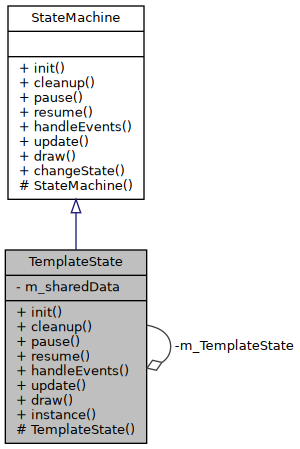 StateMachine
+ init()
+ cleanup()
+ pause()
+ resume()
+ handleEvents()
+ update()
+ draw()
+ changeState()
# StateMachine()
TemplateState
- m_sharedData
+ init()
+ cleanup()
+ pause()
+ resume()
+ handleEvents()
+ update()
+ draw()
+ instance()
# TemplateState()
-m_TemplateState